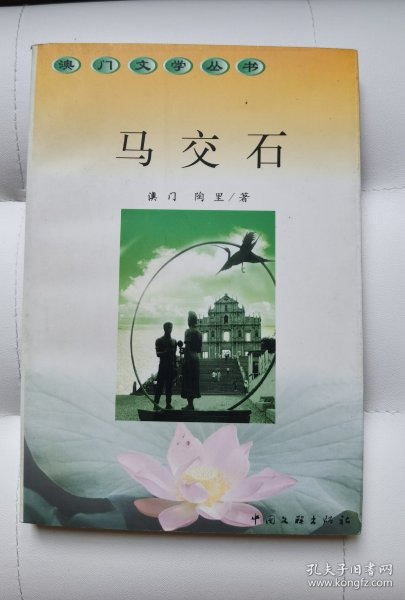 澳门文学丛书
马交石
澳门 陶里/著
中国文联出版社
孔夫子旧书网
www.kongfz.com